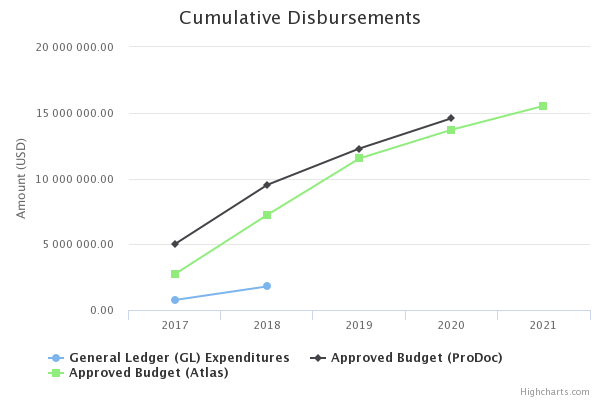 Cumulative Disbursements
20 000 000.00
15 000 000.00
10 000 000.00
5 000 000.00
0.00
Amount (USD)
2017 2018 2019 2020 2021
General Ledger (GL) Expenditures Approved Budget (ProDoc)
Approved Budget (Atlas)
Highcharts.com